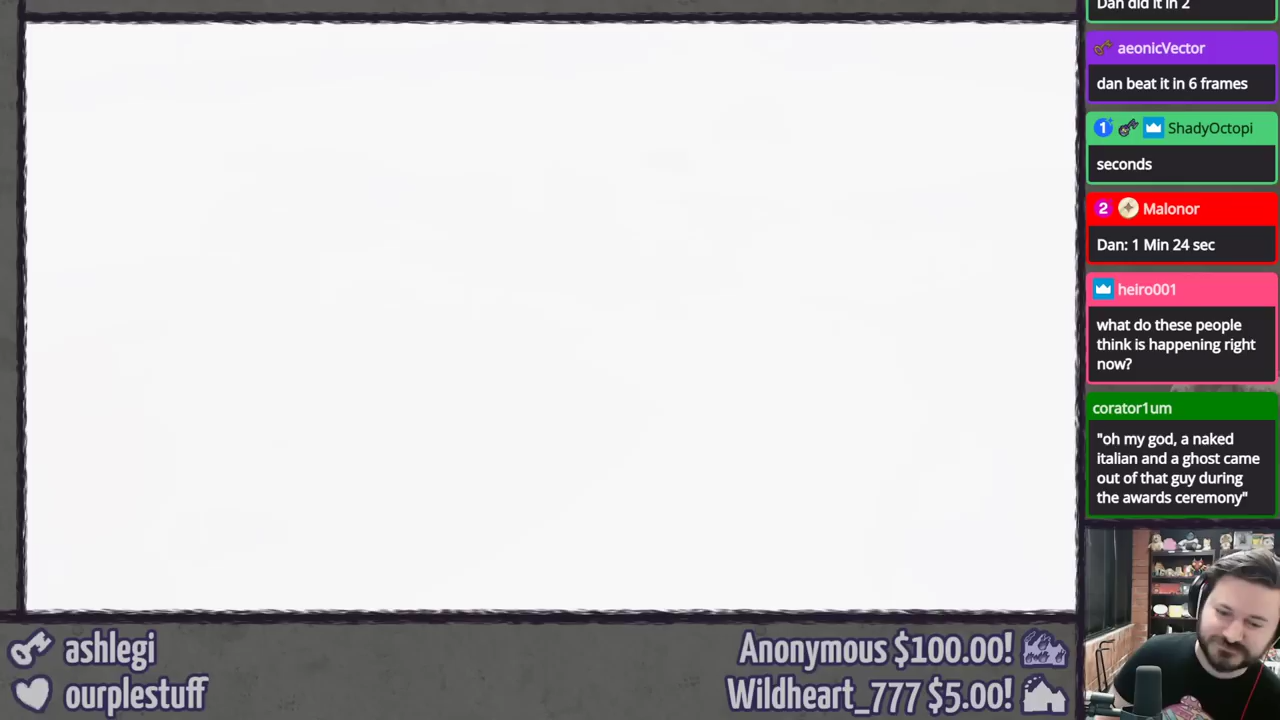 Dan did it in 2
aeonicVector
dan beat it in 6 frames
1 ShadyOctopi
seconds
2 Malonor
Dan: 1 Min 24 sec
heiro001
what do these people
think is happening right
now?
corator1um
"oh my god, a naked
italian and a ghost came
out of that guy during
the awards ceremony"
ashlegi
ourplestuff
Anonymous $100.00!
Wildheart_777 $5.00!